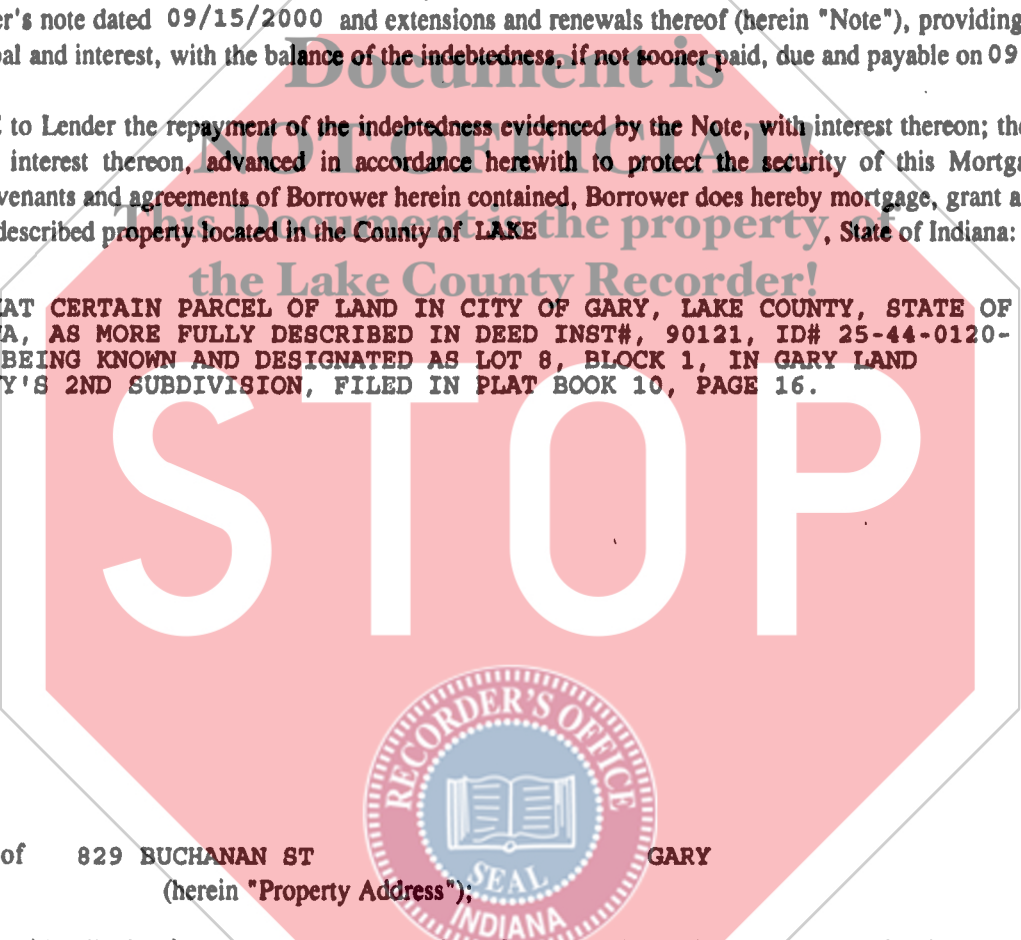 er's note dated 09/15/2000 and extensions and renewals thereof (herein "Note"), providing
pal and interest, with the balance of the indebtedness, if not sooner paid, due and payable on 09
Document is
to Lender the repayment of the indebtedness evidenced by the Note, with interest thereon; the
NOT OFFICIAL!
interest thereon, advanced in accordance herewith to protect the security of this Mortga
venants and agreements of Borrower herein contained, Borrower does hereby mortgage, grant a
This Document is the property of
described property located in the County of LAKE , State of Indiana:
the Lake County Recorder!
AT CERTAIN PARCEL OF LAND IN CITY OF GARY, LAKE COUNTY, STATE OF
A, AS MORE FULLY DESCRIBED IN DEED INST#, 90121, ID# 25-44-0120-
BEING KNOWN AND DESIGNATED AS LOT 8, BLOCK 1, IN GARY LAND
Y'S 2ND SUBDIVISION, FILED IN PLAT BOOK 10, PAGE 16.
STOP
RECORDER'S OFFICE
of 829 BUCHANAN ST GARY
SEAL
(herein "Property Address");
INDIANA